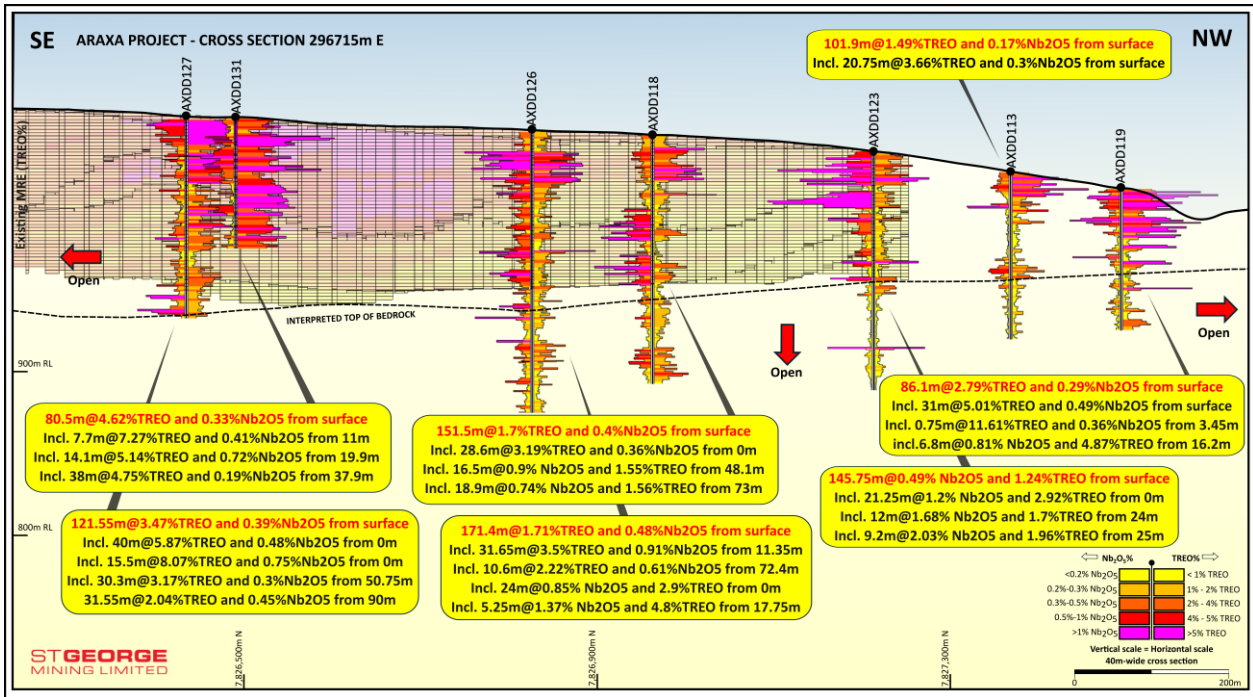 SE
ARAXA PROJECT - CROSS SECTION 296715m E
NW
101.9m@1.49%TREO and 0.17%Nb2O5 from surface
Incl. 20.75m@3.66%TREO and 0.3%Nb2O5 from surface
AXDD127
AXDD131
AXDD126
AXDD118
AXDD123
AXDD113
AXDD119
Existing MRE (TREO%)
Open
INTERPRETED TOP OF BEDROCK
Open
Open
900m RL
80.5m@4.62%TREO and 0.33%Nb2O5 from surface
Incl. 7.7m@7.27%TREO and 0.41%Nb2O5 from 11m
Incl. 14.1m@5.14%TREO and 0.72%Nb2O5 from 19.9m
Incl. 38m@4.75%TREO and 0.19%Nb2O5 from 37.9m
151.5m@1.7%TREO and 0.4%Nb2O5 from surface
Incl. 28.6m@3.19%TREO and 0.36%Nb2O5 from 0m
Incl. 16.5m@0.9% Nb2O5 and 1.55%TREO from 48.1m
Incl. 18.9m@0.74% Nb2O5 and 1.56%TREO from 73m
86.1m@2.79%TREO and 0.29%Nb2O5 from surface
Incl. 31m@5.01%TREO and 0.49%Nb2O5 from surface
Incl. 0.75m@11.61%TREO and 0.36%Nb2O5 from 3.45m
incl.6.8m@0.81% Nb2O5 and 4.87%TREO from 16.2m
145.75m@0.49% Nb2O5 and 1.24%TREO from surface
Incl. 21.25m@1.2% Nb2O5 and 2.92%TREO from 0m
Incl. 12m@1.68% Nb2O5 and 1.7%TREO from 24m
Incl. 9.2m@2.03% Nb2O5 and 1.96%TREO from 25m
800m RL
121.55m@3.47%TREO and 0.39%Nb2O5 from surface
Incl. 40m@5.87%TREO and 0.48%Nb2O5 from 0m
Incl. 15.5m@8.07%TREO and 0.75%Nb2O5 from 0m
Incl. 30.3m@3.17%TREO and 0.3%Nb2O5 from 50.75m
31.55m@2.04%TREO and 0.45%Nb2O5 from 90m
171.4m@1.71%TREO and 0.48%Nb2O5 from surface
Incl. 31.65m@3.5%TREO and 0.91%Nb2O5 from 11.35m
Incl. 10.6m@2.22%TREO and 0.61%Nb2O5 from 72.4m
Incl. 24m@0.85% Nb2O5 and 2.9%TREO from 0m
Incl. 5.25m@1.37% Nb2O5 and 4.8%TREO from 17.75m
Nb₂O₅% TREO%
<0.2% Nb₂O₅ < 1% TREO
0.2%-0.3% Nb₂O₅ 1% - 2% TREO
0.3%-0.5% Nb₂O₅ 2% - 4% TREO
0.5%-1% Nb₂O₅ 4% - 5% TREO
>1% Nb₂O₅ >5% TREO
Vertical scale = Horizontal scale
40m-wide cross section
0 200m
7,826,500m N
7,826,900m N
7,827,300m N
STGEORGE
MINING LIMITED